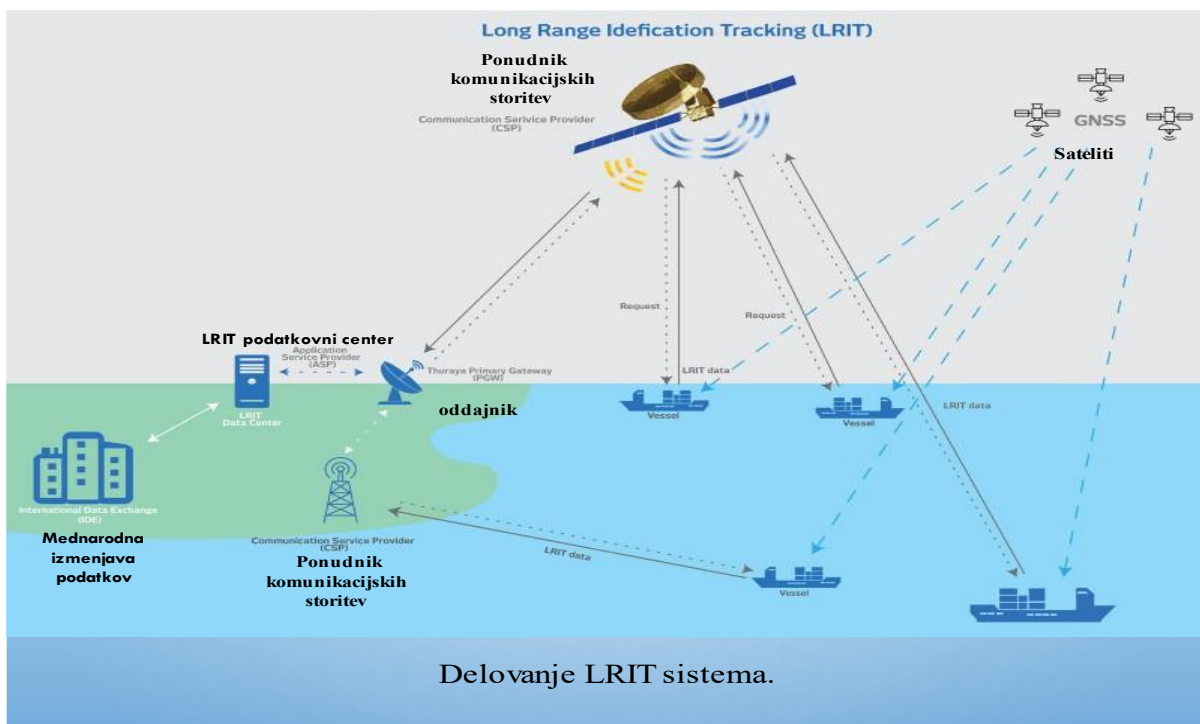 Long Range Idefication Tracking (LRIT)
Ponudnik
komunikacijskih
storitev
Communication Serivice Provider
(CSP)
GNSS
Sateliti
Request
Request
LRIT podatkovni center
Application
Service Provider
(ASP)
Thuraya Primary Gateway
(PGW)
LRIT data
LRIT data
oddajnik
LRIT
Data Center
Vessel
Vessel
International Data Exchange
(IDE)
Mednarodna
izmenjava
podatkov
Communication Service Provider
(CSP)
Ponudnik
komunikacijskih
storitev
LRIT data
Vessel
Delovanje LRIT sistema.